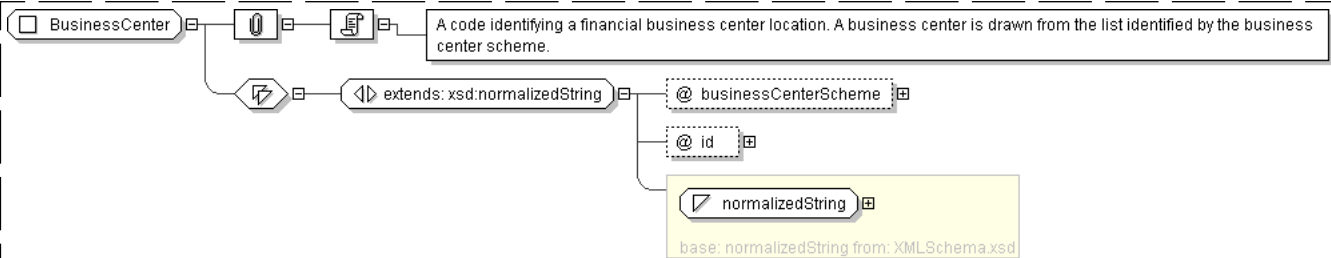 BusinessCenter
A code identifying a financial business center location. A business center is drawn from the list identified by the business
center scheme.
extends: xsd:normalizedString
@ businessCenterScheme
@ id
normalizedString
base: normalizedString from: XMLSchema.xsd